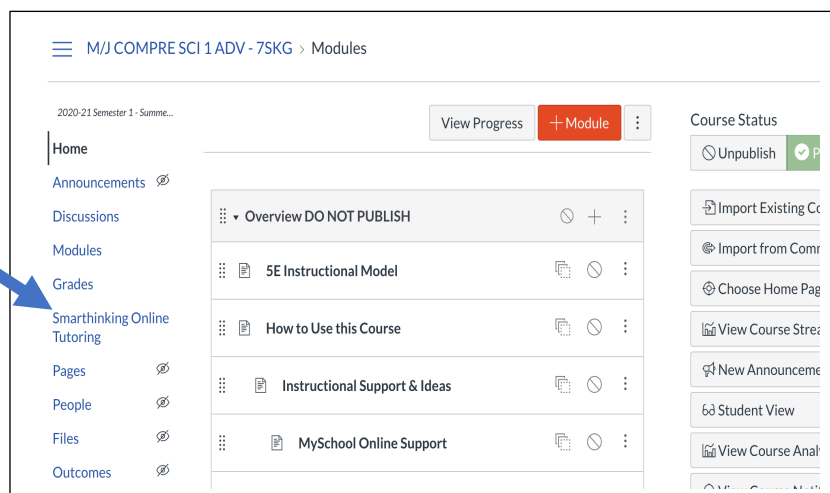 M/J COMPRE SCI 1 ADV - 7SKG > Modules
2020-21 Semester 1 - Summe...
Home
Announcements
Discussions
Modules
Grades
Smarthinking Online
Tutoring
Pages
People
Files
Outcomes
View Progress
+ Module
Overview DO NOT PUBLISH
5E Instructional Model
How to Use this Course
Instructional Support & Ideas
MySchool Online Support
Course Status
Unpublish
Import Existing Co
Import from Comm
Choose Home Pag
View Course Strea
New Announceme
Student View
View Course Analy